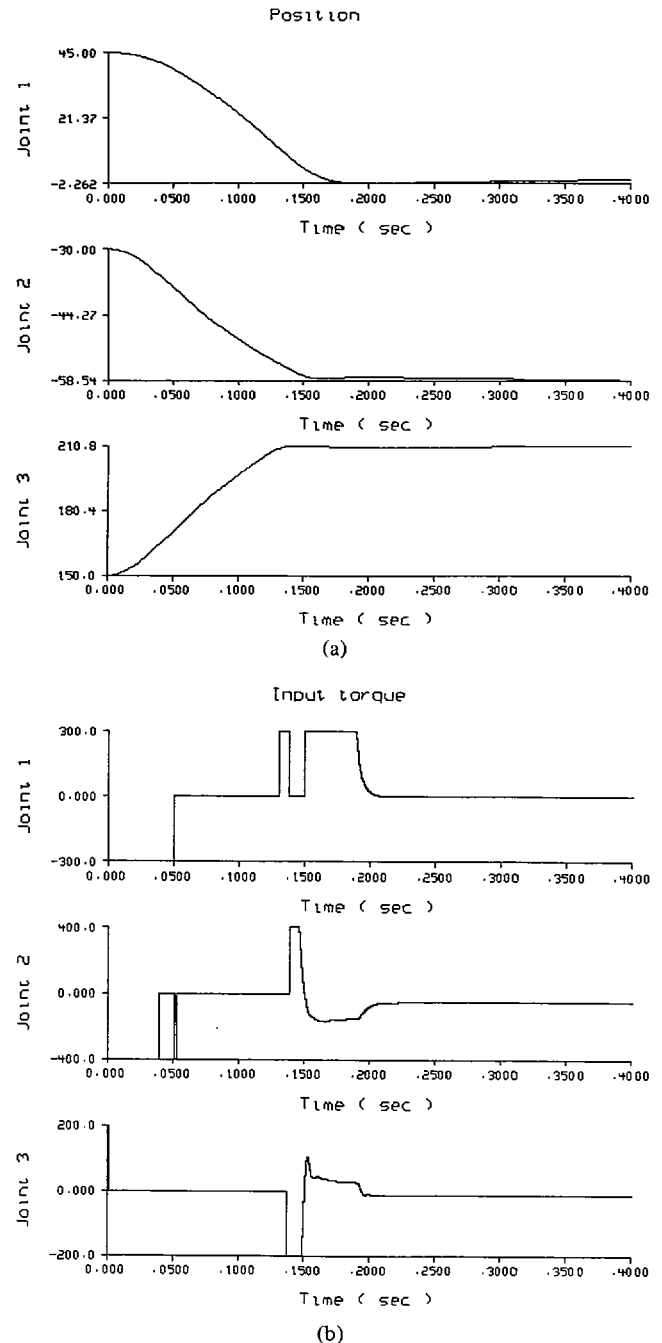 Position
Joint 1
45.00
21.37
-2.262
0.000 .0500 .1000 .1500 .2000 .2500 .3000 .3500 .4000
Time ( sec )
Joint 2
-30.00
-44.27
-58.54
0.000 .0500 .1000 .1500 .2000 .2500 .3000 .3500 .4000
Time ( sec )
Joint 3
210.8
180.4
150.0
0.000 .0500 .1000 .1500 .2000 .2500 .3000 .3500 .4000
Time ( sec )
(a)
Input torque
Joint 1
300.0
0.000
-300.0
0.000 .0500 .1000 .1500 .2000 .2500 .3000 .3500 .4000
Time ( sec )
Joint 2
400.0
0.000
-400.0
0.000 .0500 .1000 .1500 .2000 .2500 .3000 .3500 .4000
Time ( sec )
Joint 3
200.0
0.000
-200.0
0.000 .0500 .1000 .1500 .2000 .2500 .3000 .3500 .4000
Time ( sec )
(b)